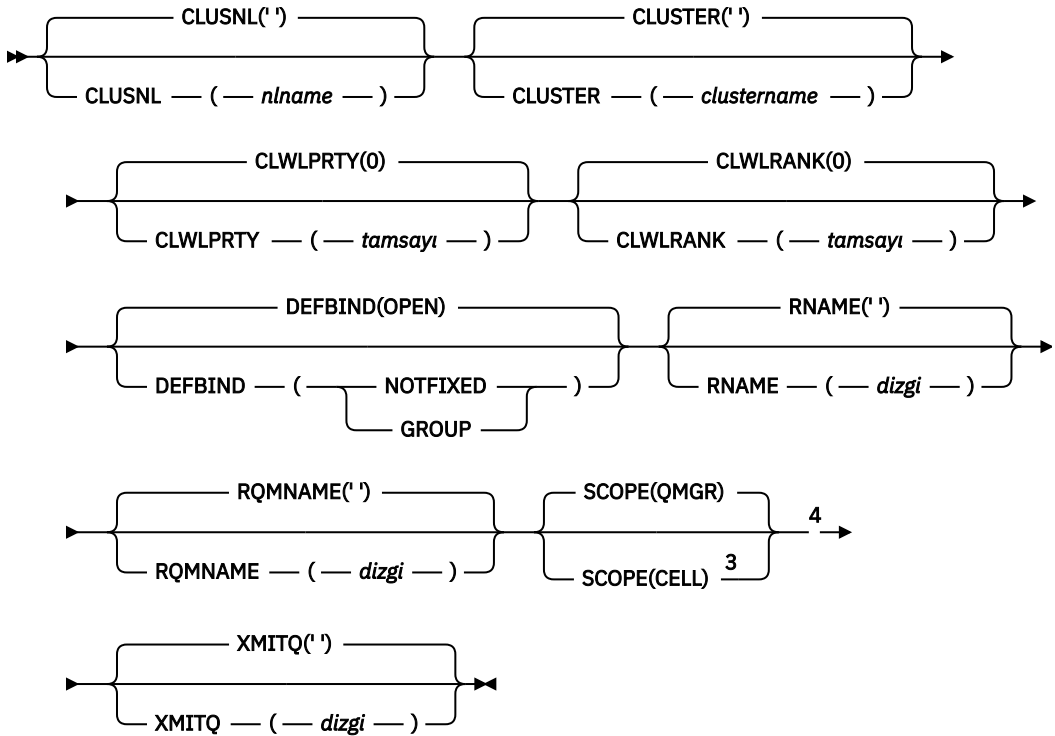 CLUSNL(' ') CLUSTER(' ')
CLUSNL ( nlname ) CLUSTER ( clustername )
CLWLPRTY(0) CLWLRANK(0)
CLWLPRTY ( tamsayı ) CLWLRANK ( tamsayı )
DEFBIND(OPEN) RNAME(' ')
DEFBIND ( NOTFIXED ) RNAME ( dizgi )
GROUP
RQMNAME(' ') SCOPE(QMGR)
4
RQMNAME ( dizgi ) SCOPE(CELL) 3
XMITQ(' ')
XMITQ ( dizgi )